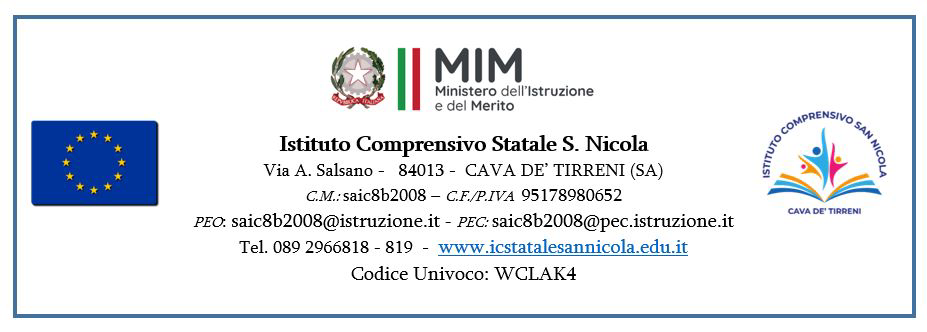 MIM
Ministero dell'Istruzione
e del Merito
REPVBBLICA ITALIANA
Istituto Comprensivo Statale S. Nicola
Via A. Salsano - 84013 - CAVA DE' TIRRENI (SA)
C.M.: saic8b2008 – C.F./P.IVA 95178980652
PEO: saic8b2008@istruzione.it - PEC: saic8b2008@pec.istruzione.it
Tel. 089 2966818 - 819 - www.icstatalesannicola.edu.it
Codice Univoco: WCLAK4
ISTITUTO COMPRENSIVO SAN NICOLA
CAVA DE' TIRRENI